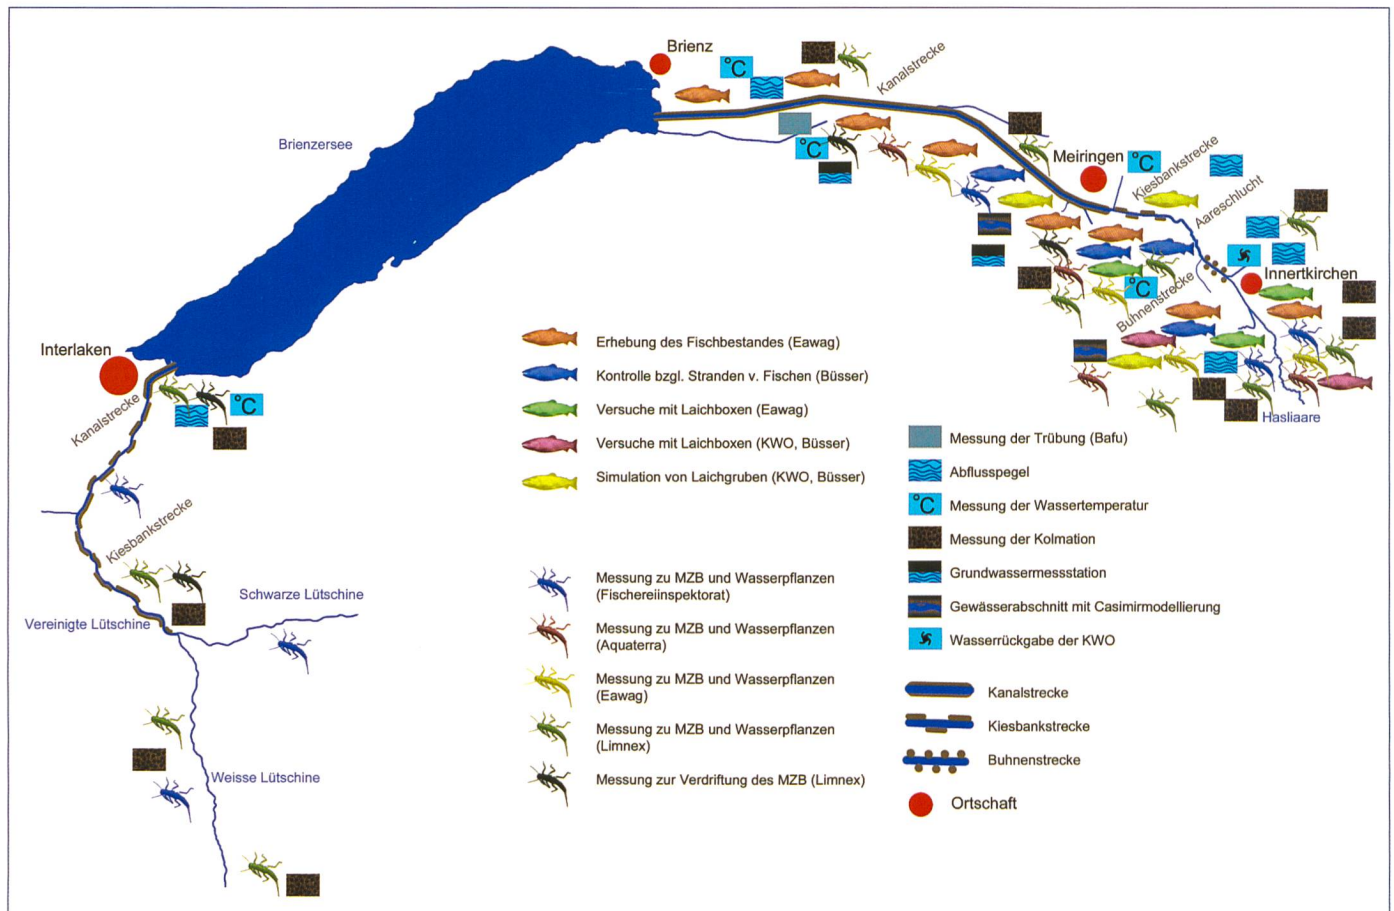 Brienz
°C
Kanalstrecke
Brienzersee
°C
Meiringen
°C
Kiesbankstrecke
Aareschlucht
Innertkirchen
°C
Buhnenstrecke
Hasliaare
Interlaken
°C
Kanalstrecke
Kiesbankstrecke
Schwarze Lütschine
Vereinigte Lütschine
Weisse Lütschine
Erhebung des Fischbestandes (Eawag)
Kontrolle bzgl. Stranden v. Fischen (Büsser)
Versuche mit Laichboxen (Eawag)
Versuche mit Laichboxen (KWO, Büsser)
Simulation von Laichgruben (KWO, Büsser)
Messung zu MZB und Wasserpflanzen
(Fischereiinspektorat)
Messung zu MZB und Wasserpflanzen
(Aquaterra)
Messung zu MZB und Wasserpflanzen
(Eawag)
Messung zu MZB und Wasserpflanzen
(Limnex)
Messung zur Verdriftung des MZB (Limnex)
Messung der Trübung (Bafu)
Abflusspegel
°C Messung der Wassertemperatur
Messung der Kolmation
Grundwassermessstation
Gewässerabschnitt mit Casimirmodellierung
Wasserrückgabe der KWO
Kanalstrecke
Kiesbankstrecke
Buhnenstrecke
Ortschaft